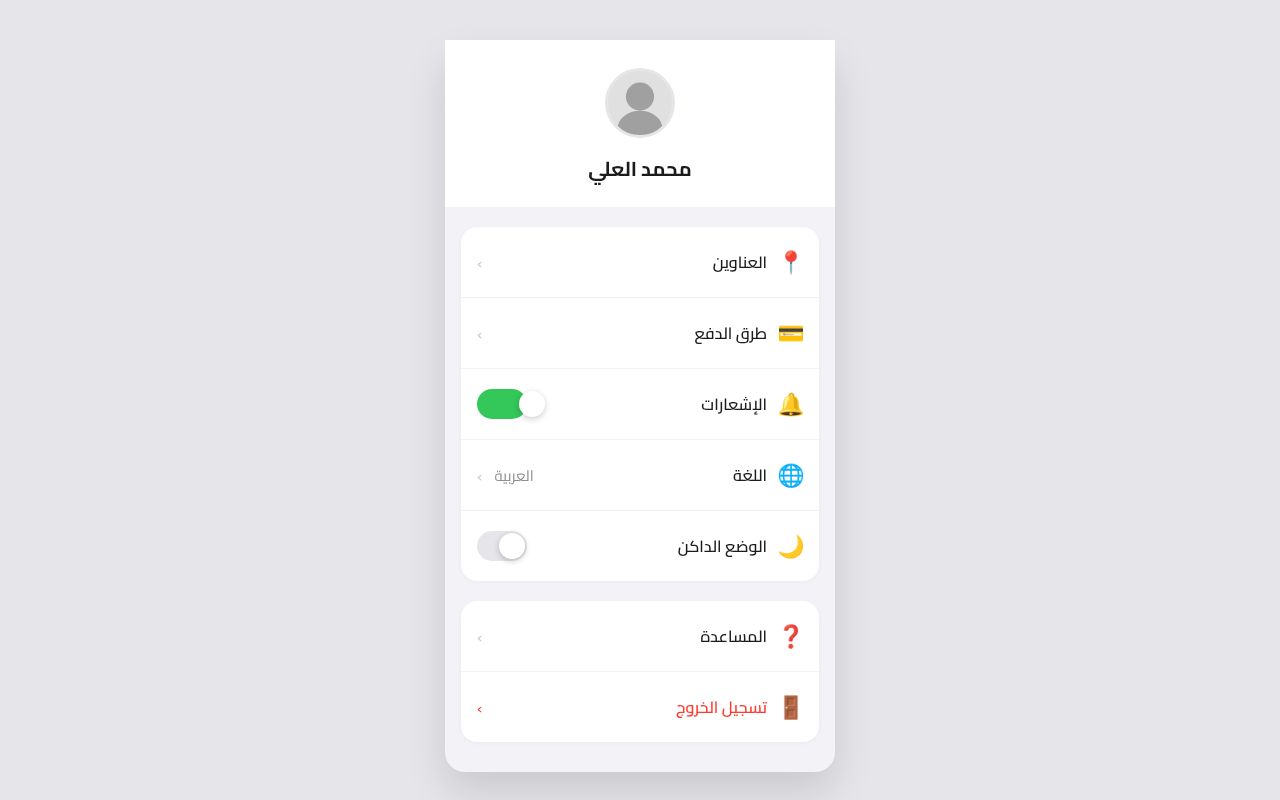 محمد العلي
العناوين
طرق الدفع
الإشعارات
اللغة العربية
الوضع الداكن
المساعدة
تسجيل الخروج